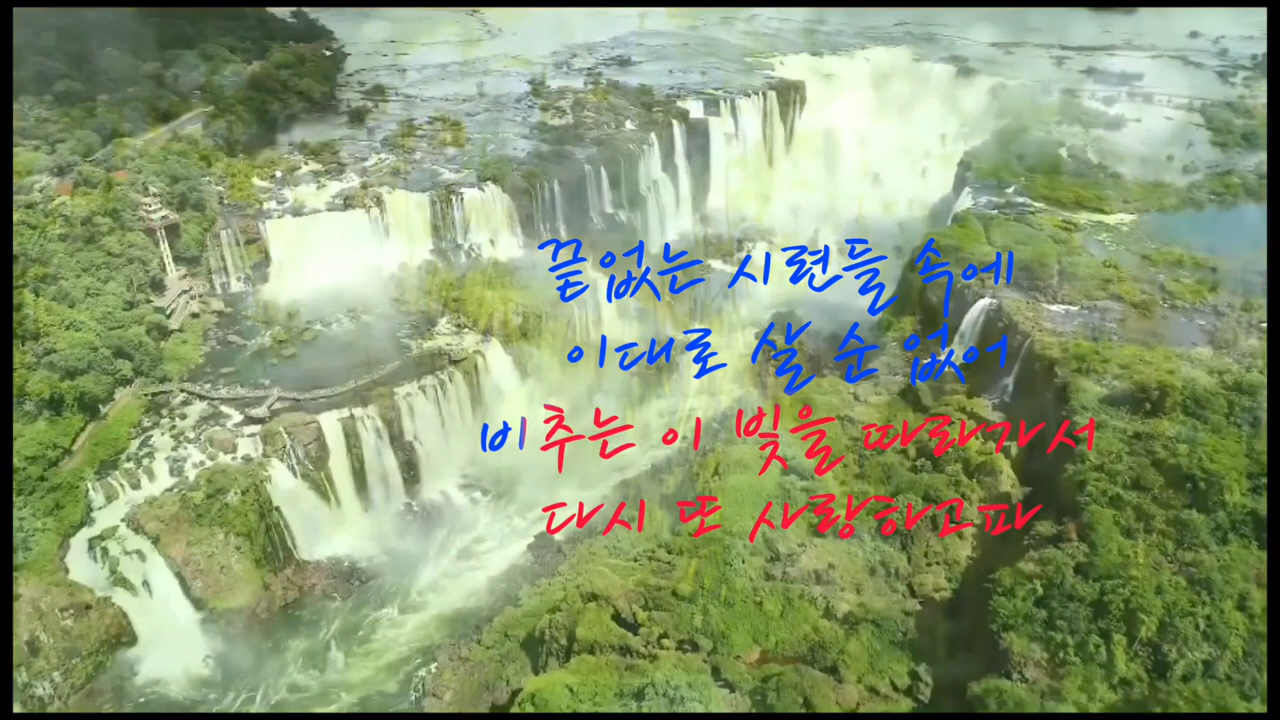 끝없는 시련들 속에
이대로 살 순 없어
비추는 이 빛을 따라가서
다시 또 사랑하고파